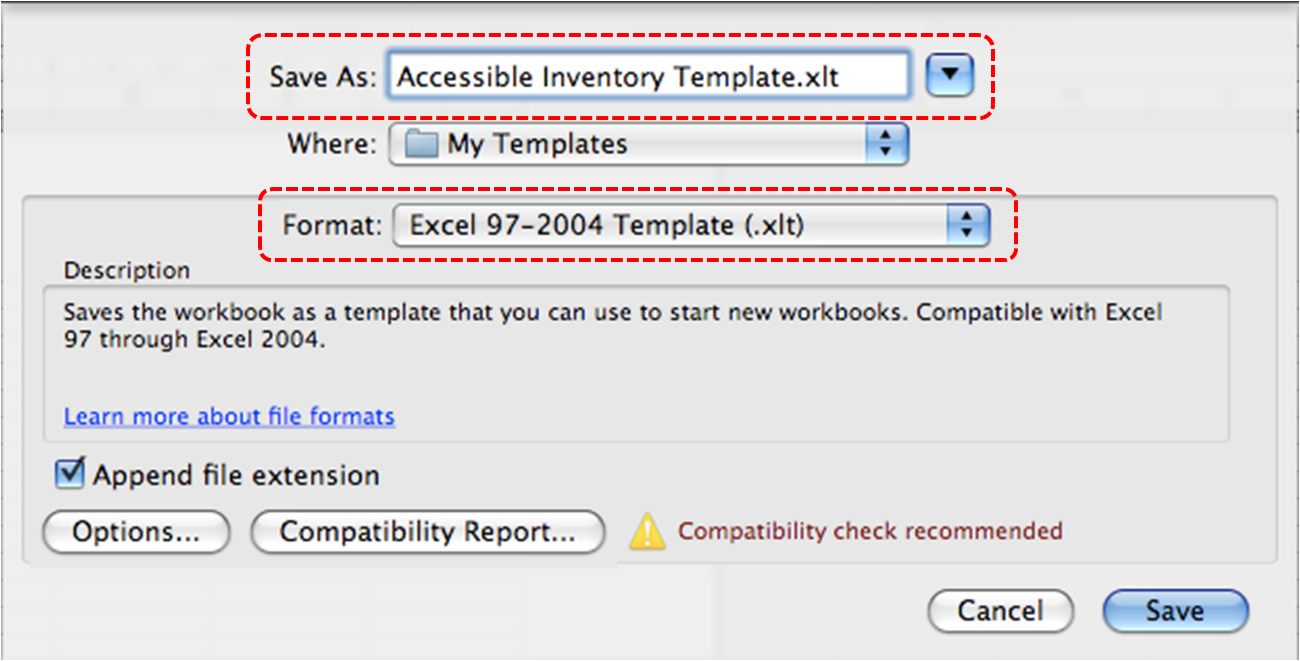 Save As: Accessible Inventory Template.xlt
Where: My Templates
Format: Excel 97-2004 Template (.xlt)
Description
Saves the workbook as a template that you can use to start new workbooks. Compatible with Excel
97 through Excel 2004.
Learn more about file formats
Append file extension
Options... Compatibility Report... Compatibility check recommended
Cancel Save